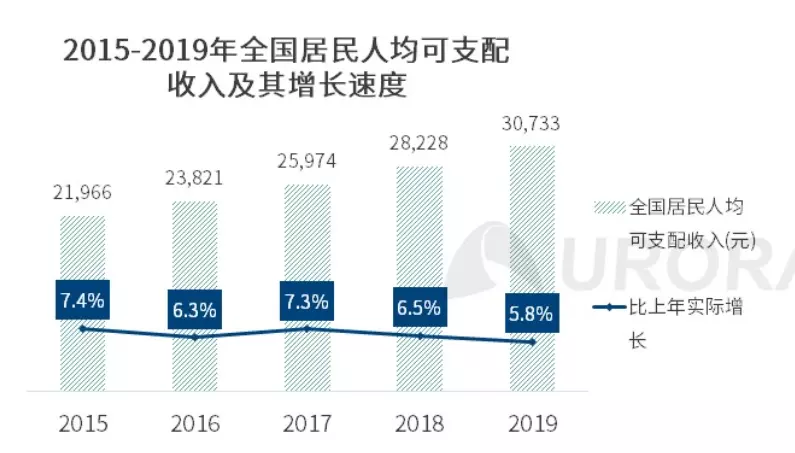 2015-2019年全国居民人均可支配
收入及其增长速度
21,966
23,821
25,974
28,228
30,733
7.4%
6.3%
7.3%
6.5%
5.8%
2015
2016
2017
2018
2019
全国居民人均
可支配收入(元)
比上年实际增
长
URORA